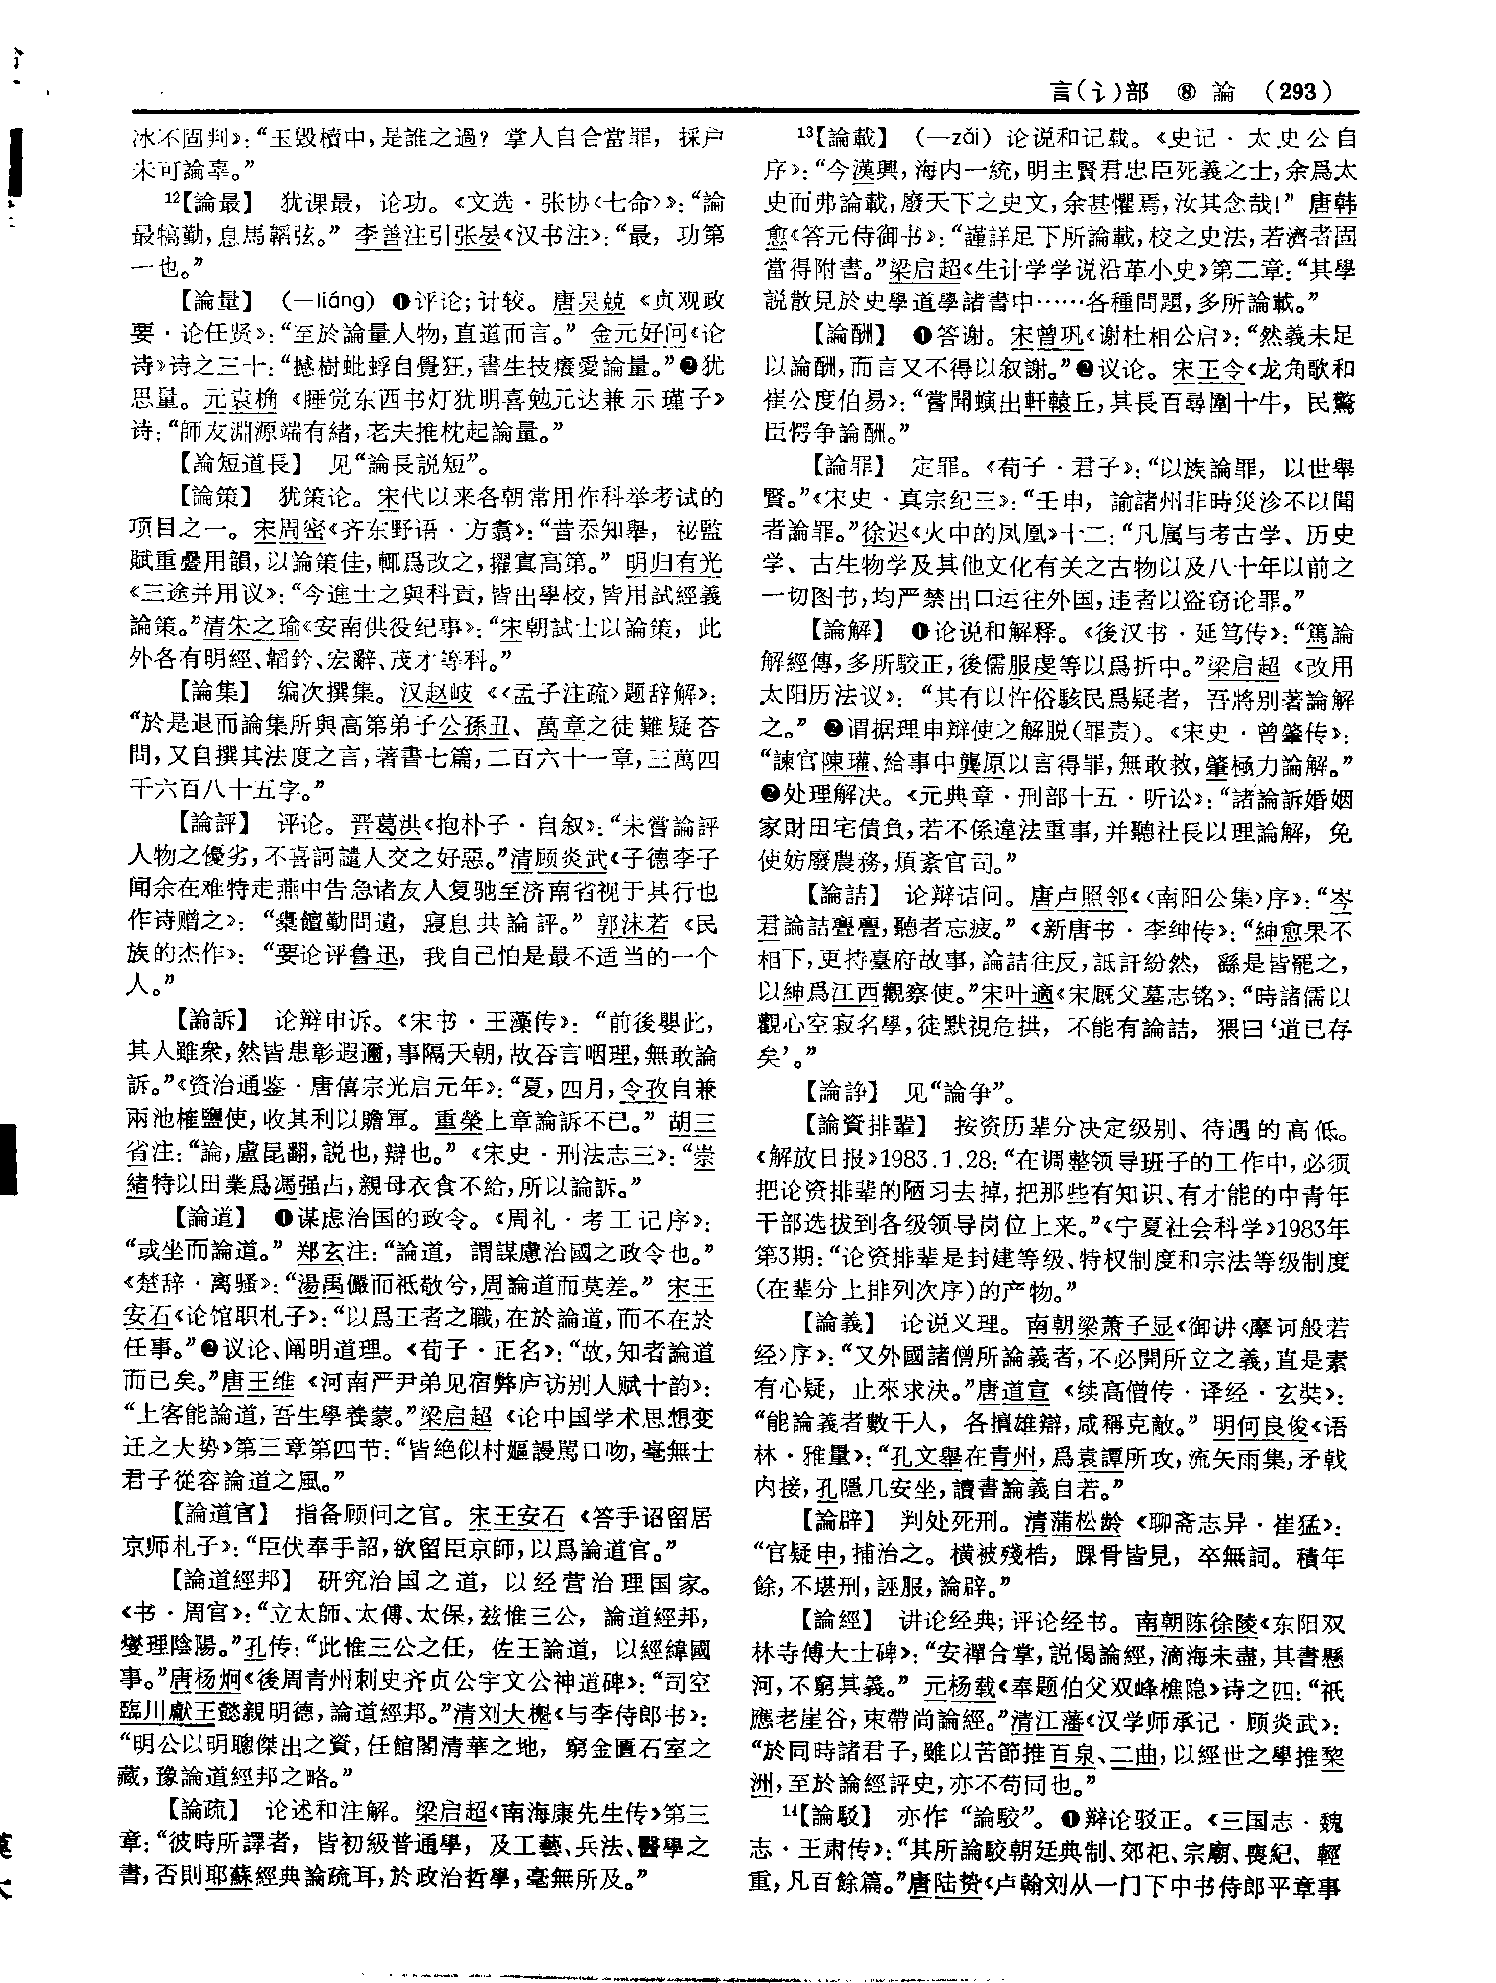 言(讠)部 ⑧ 論 (293)
冰不固判》：“玉毁櫝中，是誰之過？掌人自合當罪，採户
未可論辜。”
¹²【論最】 犹课最，论功。《文选·张协〈七命〉》：“論
最犒勤，息馬韜弦。”李善注引张晏《汉书注》：“最，功第
一也。”
【論量】 (—liáng) ❶评论；计较。唐吴兢《贞观政
要·论任贤》：“至於論量人物，直道而言。”金元好问《论
诗》诗之三十：“撼樹蚍蜉自覺狂，書生技癢愛論量。”❷犹
思量。元袁桷《睡觉东西书灯犹明喜勉元达兼示瑾子》
诗：“師友淵源端有緒，老夫推枕起論量。”
【論短道長】 见“論長説短”。
【論策】 犹策论。宋代以来各朝常用作科举考试的
项目之一。宋周密《齐东野语·方翥》：“昔忝知舉，祕監
賦重疊用韻，以論策佳，輒爲改之，擢寘高第。”明归有光
《三途并用议》：“今進士之與科貢，皆出學校，皆用試經義
論策。”清朱之瑜《安南供役纪事》：“宋朝試士以論策，此
外各有明經、韜鈐、宏辭、茂才等科。”
【論集】 编次撰集。汉赵岐《〈孟子注疏〉题辞解》：
“於是退而論集所與高第弟子公孫丑、萬章之徒難疑荅
問，又自撰其法度之言，著書七篇，二百六十一章，三萬四
千六百八十五字。”
【論評】 评论。晋葛洪《抱朴子·自叙》：“未嘗論評
人物之優劣，不喜訶譴人交之好惡。”清顾炎武《子德李子
闻余在难特走燕中告急诸友人复驰至济南省视于其行也
作诗赠之》：“橐饘勤問遺，寢息共論評。”郭沫若《民
族的杰作》：“要论评鲁迅，我自己怕是最不适当的一个
人。”
【論訴】 论辩申诉。《宋书·王藻传》：“前後嬰此，
其人雖衆，然皆患彰遐邇，事隔天朝，故吞言咽理，無敢論
訴。”《资治通鉴·唐僖宗光启元年》：“夏，四月，令孜自兼
兩池榷鹽使，收其利以贍軍。重榮上章論訴不已。”胡三
省注：“論，盧昆翻，説也，辯也。”《宋史·刑法志三》：“崇
緒特以田業爲馮强占，親母衣食不給，所以論訴。”
【論道】 ❶谋虑治国的政令。《周礼·考工记序》：
“或坐而論道。”郑玄注：“論道，謂謀慮治國之政令也。”
《楚辞·离骚》：“湯禹儼而祗敬兮，周論道而莫差。”宋王
安石《论馆职札子》：“以爲王者之職，在於論道，而不在於
任事。”❷议论、阐明道理。《荀子·正名》：“故，知者論道
而已矣。”唐王维《河南严尹弟见宿弊庐访别人赋十韵》：
“上客能論道，吾生學養蒙。”梁启超《论中国学术思想变
迁之大势》第三章第四节：“皆绝似村嫗謾駡口吻，毫無士
君子從容論道之風。”
【論道官】 指备顾问之官。宋王安石《答手诏留居
京师札子》：“臣伏奉手詔，欲留臣京師，以爲論道官。”
【論道經邦】 研究治国之道，以经营治理国家。
《书·周官》：“立太師、太傅、太保，兹惟三公，論道經邦，
燮理陰陽。”孔传：“此惟三公之任，佐王論道，以經緯國
事。”唐杨炯《後周青州刺史齐贞公宇文公神道碑》：“司空
臨川獻王懿親明德，論道經邦。”清刘大櫆《与李侍郎书》：
“明公以明聰傑出之資，任館閣清華之地，窮金匱石室之
藏，豫論道經邦之略。”
【論疏】 论述和注解。梁启超《南海康先生传》第三
章：“彼時所譯者，皆初級普通學，及工藝、兵法、醫學之
書，否則耶蘇經典論疏耳，於政治哲學，毫無所及。”
¹³【論載】 (—zǎi) 论说和记载。《史记·太史公自
序》：“今漢興，海内一統，明主賢君忠臣死義之士，余爲太
史而弗論載，廢天下之史文，余甚懼焉，汝其念哉！”唐韩
愈《答元侍御书》：“謹詳足下所論載，校之史法，若濟者固
當得附書。”梁启超《生计学学说沿革小史》第二章：“其學
説散見於史學道學諸書中……各種問題，多所論載。”
【論酬】 ❶答谢。宋曾巩《谢杜相公启》：“然義未足
以論酬，而言又不得以叙謝。”❷议论。宋王令《龙角歌和
崔公度伯易》：“嘗聞螾出軒轅丘，其長百尋圍十牛，民驚
臣愕争論酬。”
【論罪】 定罪。《荀子·君子》：“以族論罪，以世舉
賢。”《宋史·真宗纪三》：“壬申，諭諸州非時災沴不以聞
者論罪。”徐迟《火中的凤凰》十二：“凡属与考古学、历史
学、古生物学及其他文化有关之古物以及八十年以前之
一切图书，均严禁出口运往外国，违者以盗窃论罪。”
【論解】 ❶论说和解释。《後汉书·延笃传》：“篤論
解經傳，多所駮正，後儒服虔等以爲折中。”梁启超《改用
太阳历法议》：“其有以忤俗駭民爲疑者，吾將别著論解
之。”❷谓据理申辩使之解脱(罪责)。《宋史·曾肇传》：
“諫官陳瓘、給事中龔原以言得罪，無敢救，肇極力論解。”
❷处理解决。《元典章·刑部十五·听讼》：“諸論訴婚姻
家財田宅債負，若不係違法重事，并聽社長以理論解，免
使妨廢農務，煩紊官司。”
【論詰】 论辩诘问。唐卢照邻《〈南阳公集〉序》：“岑
君論詰亹亹，聽者忘疲。”《新唐书·李绅传》：“紳愈果不
相下，更持臺府故事，論詰往反，詆訐紛然，繇是皆罷之，
以紳爲江西觀察使。”宋叶適《宋厩父墓志铭》：“時諸儒以
觀心空寂名學，徒默視危拱，不能有論詰，猥曰‘道已存
矣’。”
【論諍】 见“論争”。
【論資排輩】 按资历辈分决定级别、待遇的高低。
《解放日报》1983.1.28：“在调整领导班子的工作中，必须
把论资排辈的陋习去掉，把那些有知识、有才能的中青年
干部选拔到各级领导岗位上来。”《宁夏社会科学》1983年
第3期：“论资排辈是封建等级、特权制度和宗法等级制度
(在辈分上排列次序)的产物。”
【論義】 论说义理。南朝梁萧子显《御讲〈摩诃般若
经〉序》：“又外國諸僧所論義者，不必開所立之義，直是素
有心疑，止來求決。”唐道宣《续高僧传·译经·玄奘》：
“能論義者數千人，各擅雄辯，咸稱克敵。”明何良俊《语
林·雅量》：“孔文舉在青州，爲袁譚所攻，流矢雨集，矛戟
内接，孔隱几安坐，讀書論義自若。”
【論辟】 判处死刑。清蒲松龄《聊斋志异·崔猛》：
“官疑申，捕治之。橫被殘梏，踝骨皆見，卒無詞。積年
餘，不堪刑，誣服，論辟。”
【論經】 讲论经典；评论经书。南朝陈徐陵《东阳双
林寺傅大士碑》：“安禪合掌，説偈論經，滴海未盡，其書懸
河，不窮其義。”元杨载《奉题伯父双峰樵隐》诗之四：“祇
應老崖谷，束帶尚論經。”清江藩《汉学师承记·顾炎武》：
“於同時諸君子，雖以苦節推百泉、二曲，以經世之學推黎
洲，至於論經評史，亦不苟同也。”
¹⁴【論駁】 亦作“論駮”。❶辩论驳正。《三国志·魏
志·王肃传》：“其所論駮朝廷典制、郊祀、宗廟、喪紀、輕
重，凡百餘篇。”唐陆贽《卢翰刘从一门下中书侍郎平章事